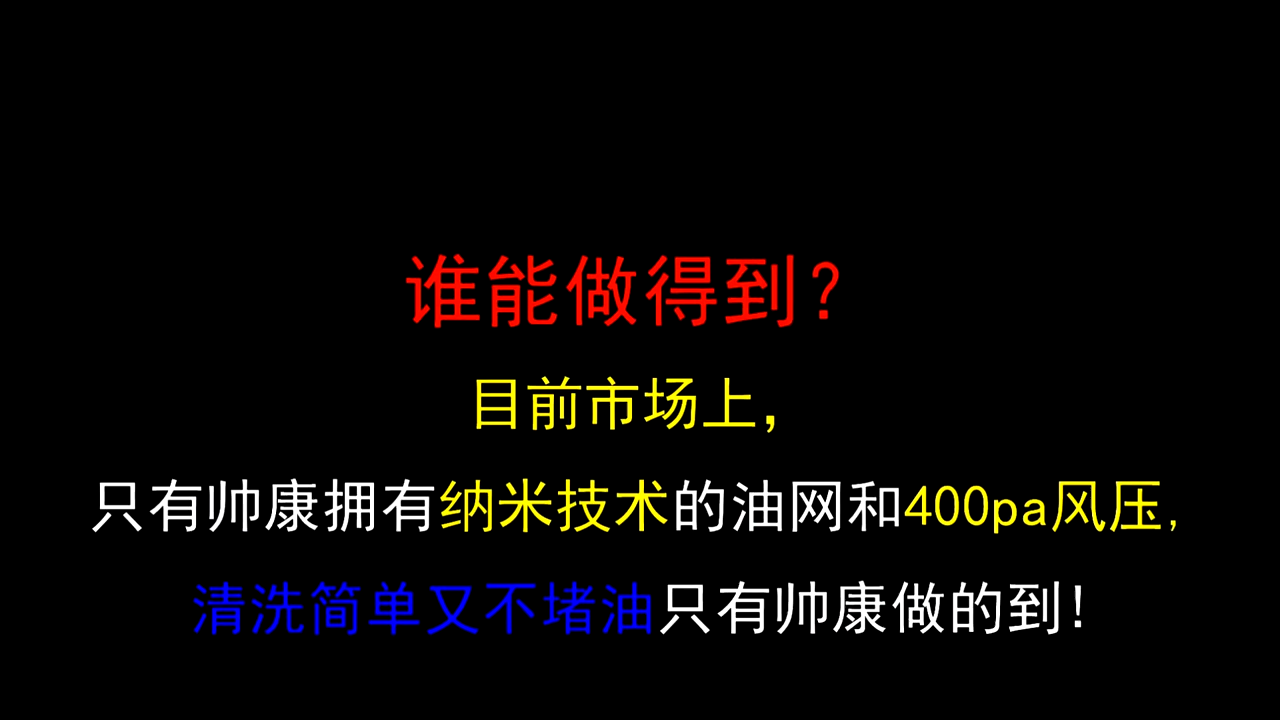 谁能做得到?
目前市场上,
只有帅康拥有纳米技术的油网和400pa风压,
清洗简单又不堵油只有帅康做的到!